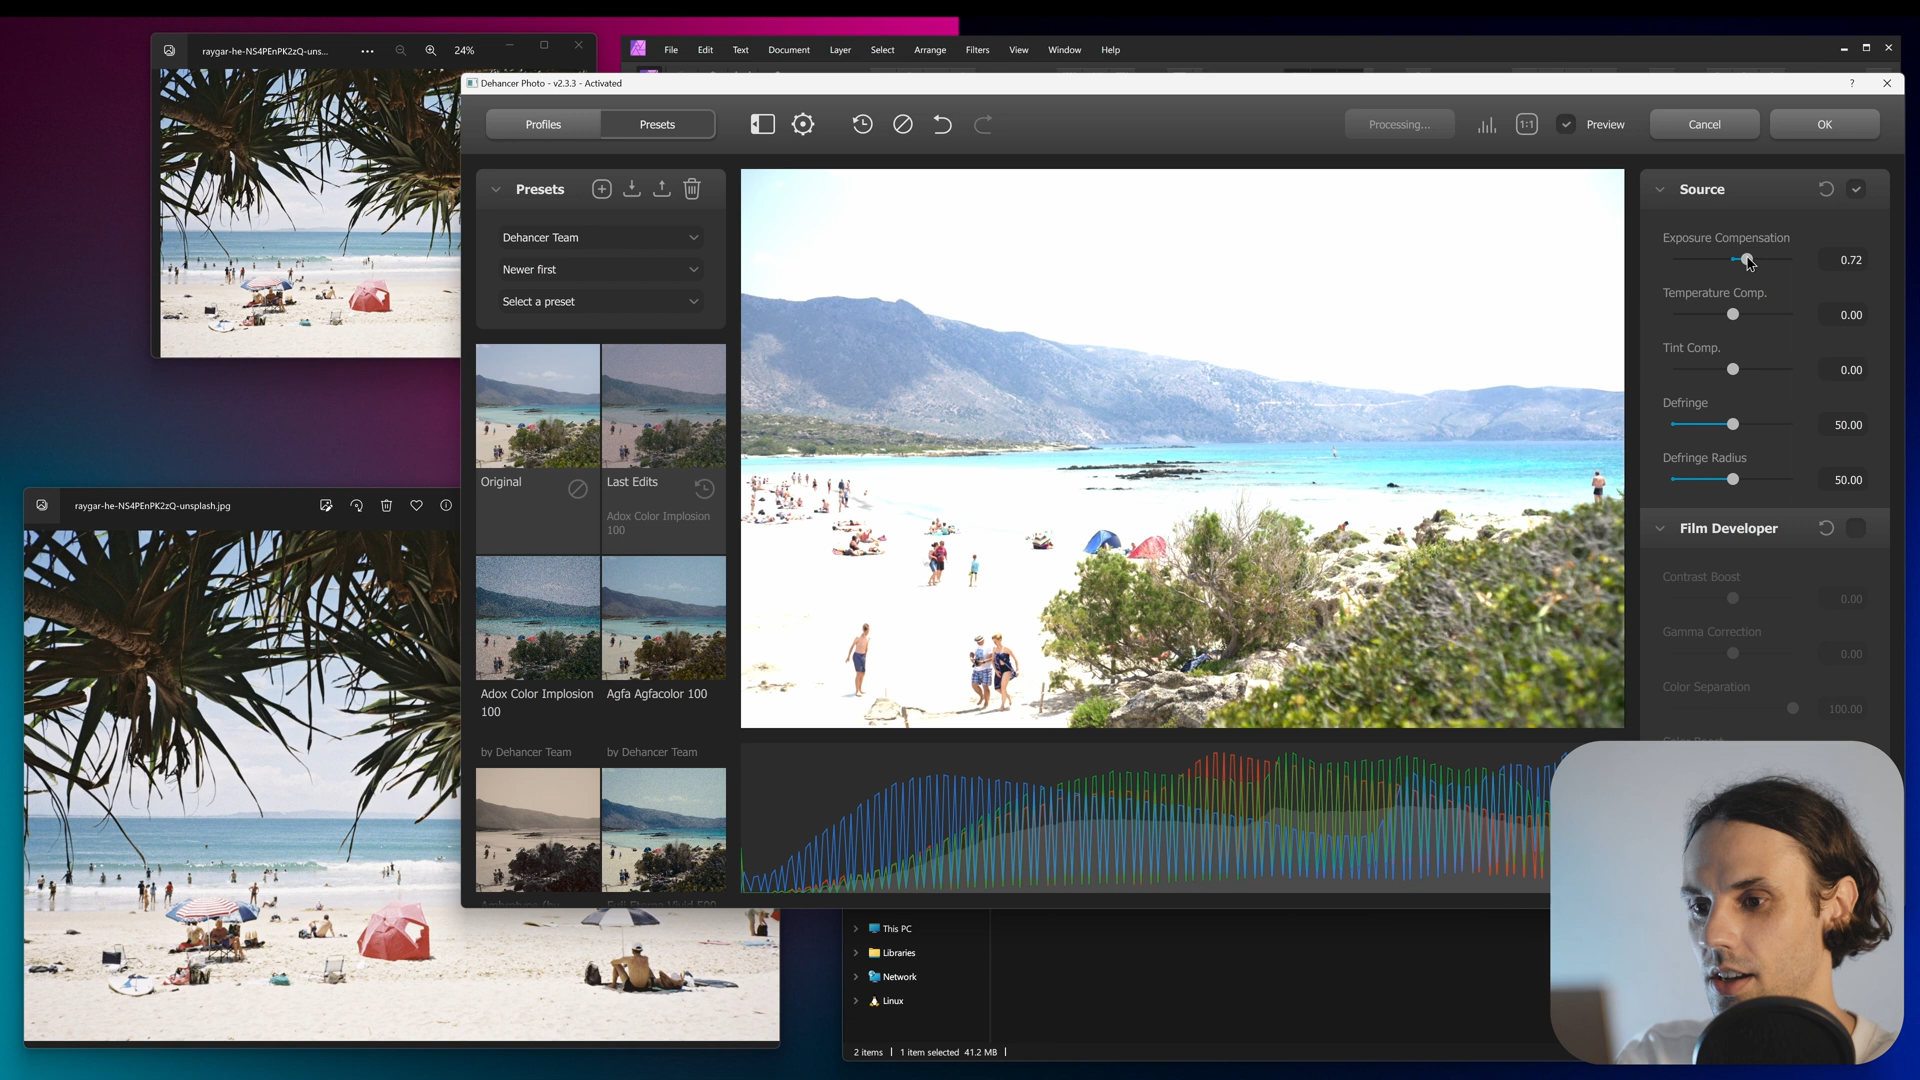 raygar-he-NS4PEnPK2zQ-uns...
24%
File
Edit
Text
Document
Layer
Select
Arrange
Filters
View
Window
Help
Dehancer Photo - v2.3.3 - Activated
Profiles
Presets
Processing...
1:1
Preview
Cancel
OK
Presets
Dehancer Team
Newer first
Select a preset
Original
Last Edits
Adox Color Implosion
100
Adox Color Implosion
100
Agfa Agfacolor 100
by Dehancer Team
by Dehancer Team
Source
Exposure Compensation
0.72
Temperature Comp.
0.00
Tint Comp.
0.00
Defringe
50.00
Defringe Radius
50.00
Film Developer
Contrast Boost
0.00
Gamma Correction
0.00
Color Separation
100.00
raygar-he-NS4PEnPK2zQ-unsplash.jpg
This PC
Libraries
Network
Linux
2 items
1 item selected 41.2 MB